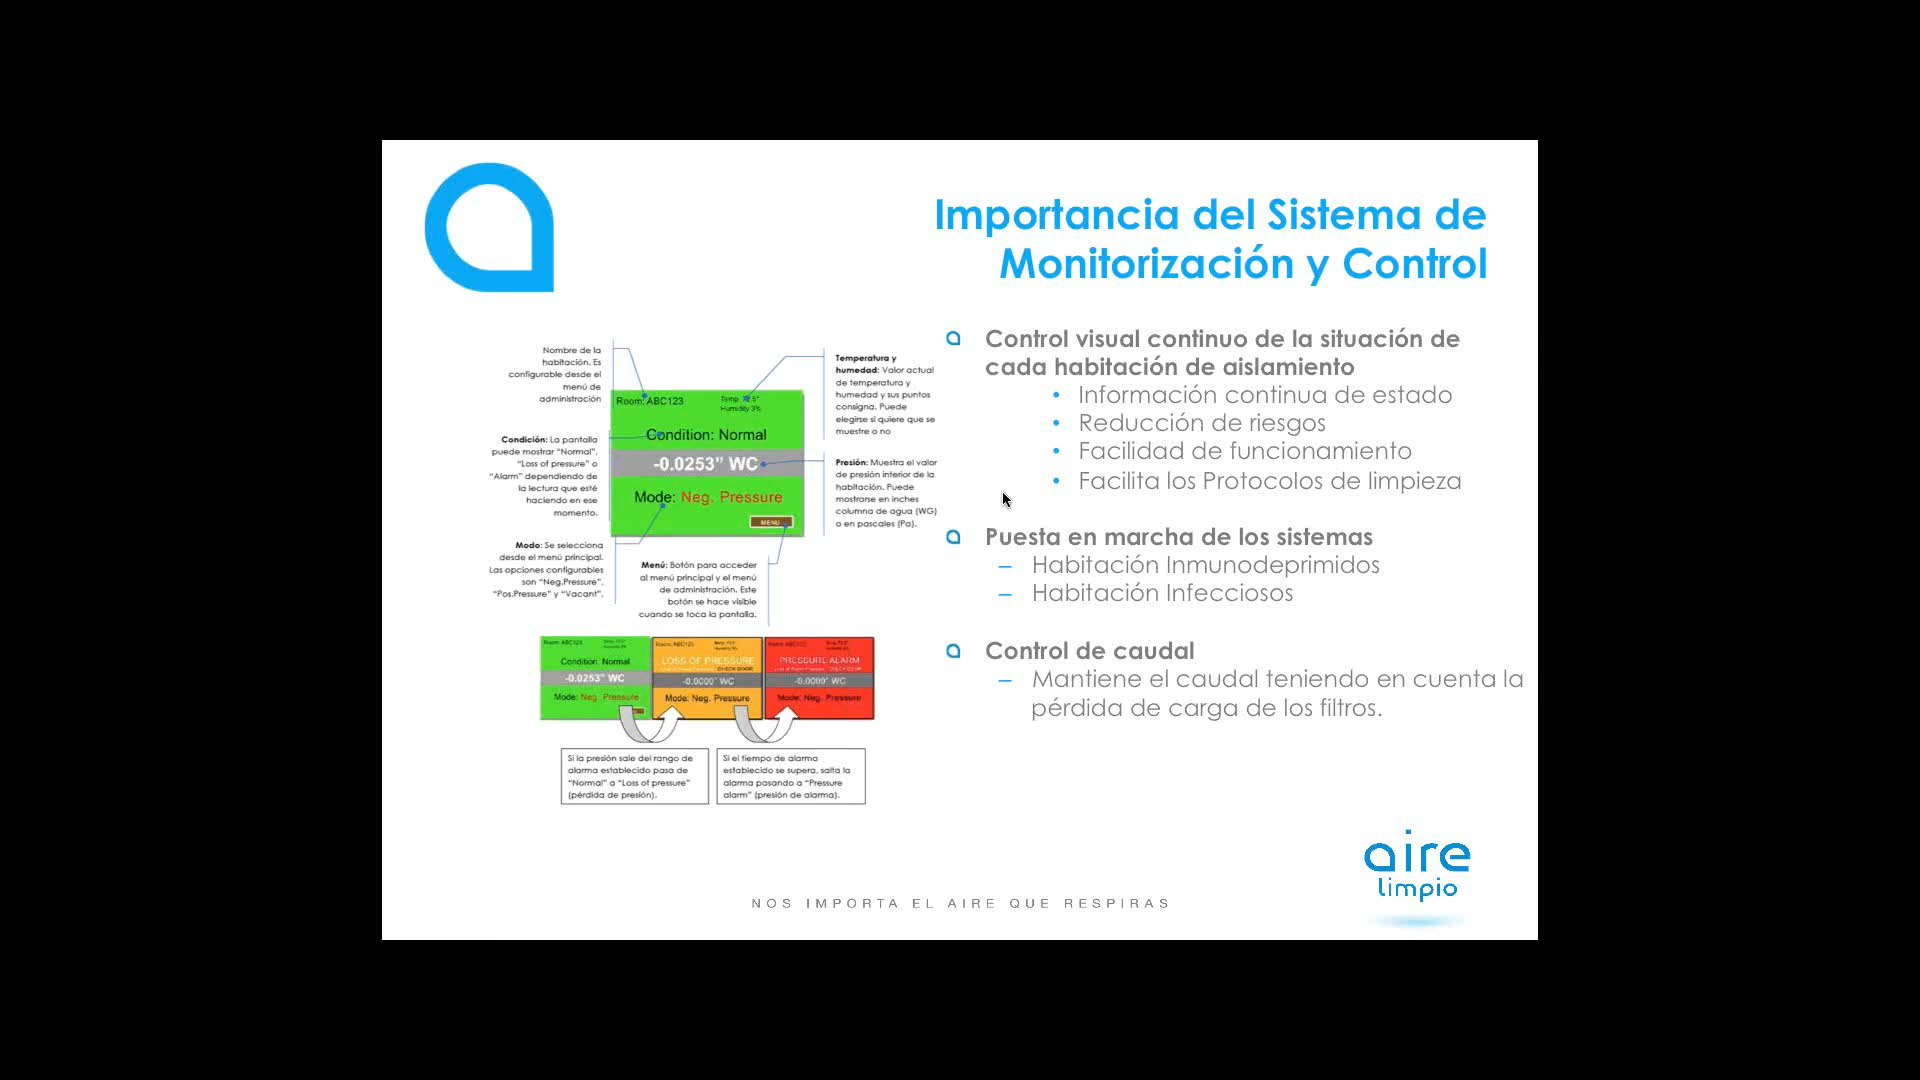 Importancia del Sistema de
Monitorización y Control
Nombre de la
habitación. Es
configurable desde el
menú de
administración
Condición: La pantalla
puede mostrar “Normal”,
“Loss of pressure” o
“Alarm” dependiendo de
la lectura que esté
haciendo en ese
momento.
Modo: Se selecciona
desde el menú principal.
Las opciones configurables
son “Neg.Pressure”,
“Pos.Pressure” y “Vacant”.
Room: ABC123
Humidity 3%
Condition: Normal
-0.0253” WC
Mode: Neg. Pressure
MENU
Temperatura y
humedad: Valor actual
de temperatura y
humedad y sus puntos
consigna. Puede
elegirse si quiere que se
muestre o no
Presión: Muestra el valor
de presión interior de la
habitación. Puede
mostrarse en inches
columna de agua (WG)
o en pascales (Pa).
Menú: Botón para acceder
al menú principal y el menú
de administración. Este
botón se hace visible
cuando se toca la pantalla.
Room: ABC123
Condition: Normal
-0.0253” WC
Mode: Neg. Pressure
LOSS OF PRESSURE
-0.0000” WC
Mode: Neg. Pressure
PRESSURE ALARM
-0.0000” WC
Mode: Neg. Pressure
Si la presión sale del rango de
alarma establecido pasa de
“Normal” a “Loss of pressure”
(pérdida de presión).
Si el tiempo de alarma
establecido se supera, salta la
alarma pasando a “Pressure
alarm” (presión de alarma).
Control visual continuo de la situación de
cada habitación de aislamiento
• Información continua de estado
• Reducción de riesgos
• Facilidad de funcionamiento
• Facilita los Protocolos de limpieza
Puesta en marcha de los sistemas
– Habitación Inmunodeprimidos
– Habitación Infecciosos
Control de caudal
– Mantiene el caudal teniendo en cuenta la
pérdida de carga de los filtros.
aire
limpio
NOS IMPORTA EL AIRE QUE RESPIRAS